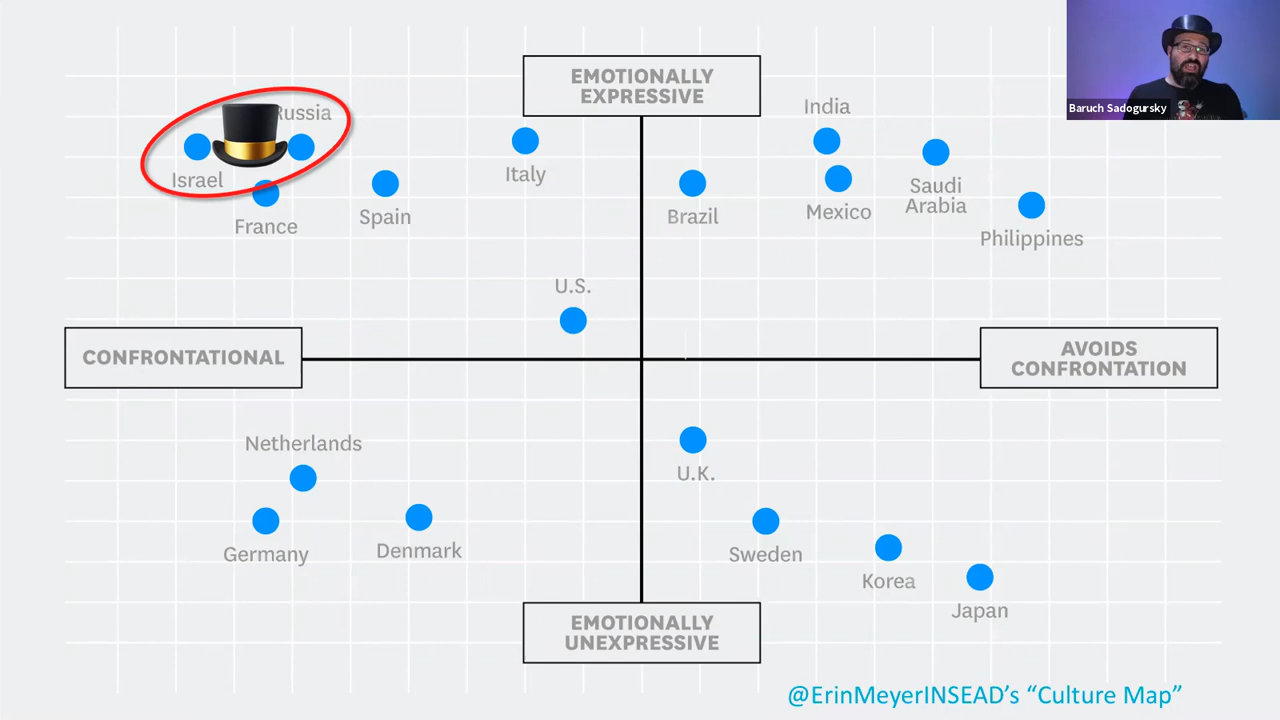 EMOTIONALLY
EXPRESSIVE
Baruch Sadogursky
India
Russia
Israel
Italy
Saudi
Arabia
France
Spain
Brazil
Mexico
Philippines
U.S.
CONFRONTATIONAL
AVOIDS
CONFRONTATION
Netherlands
U.K.
Germany
Denmark
Sweden
Korea
Japan
EMOTIONALLY
UNEXPRESSIVE
@ErinMeyerINSEAD's “Culture Map”